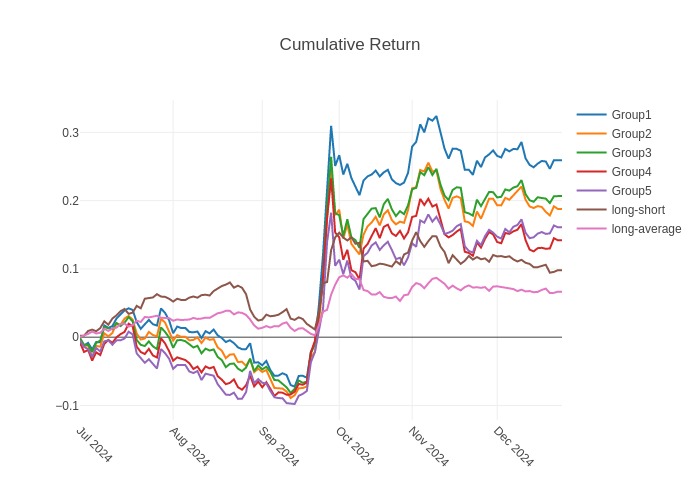 Cumulative Return
0.3
0.2
0.1
0
−0.1
Jul 2024
Aug 2024
Sep 2024
Oct 2024
Nov 2024
Dec 2024
Group1
Group2
Group3
Group4
Group5
long-short
long-average